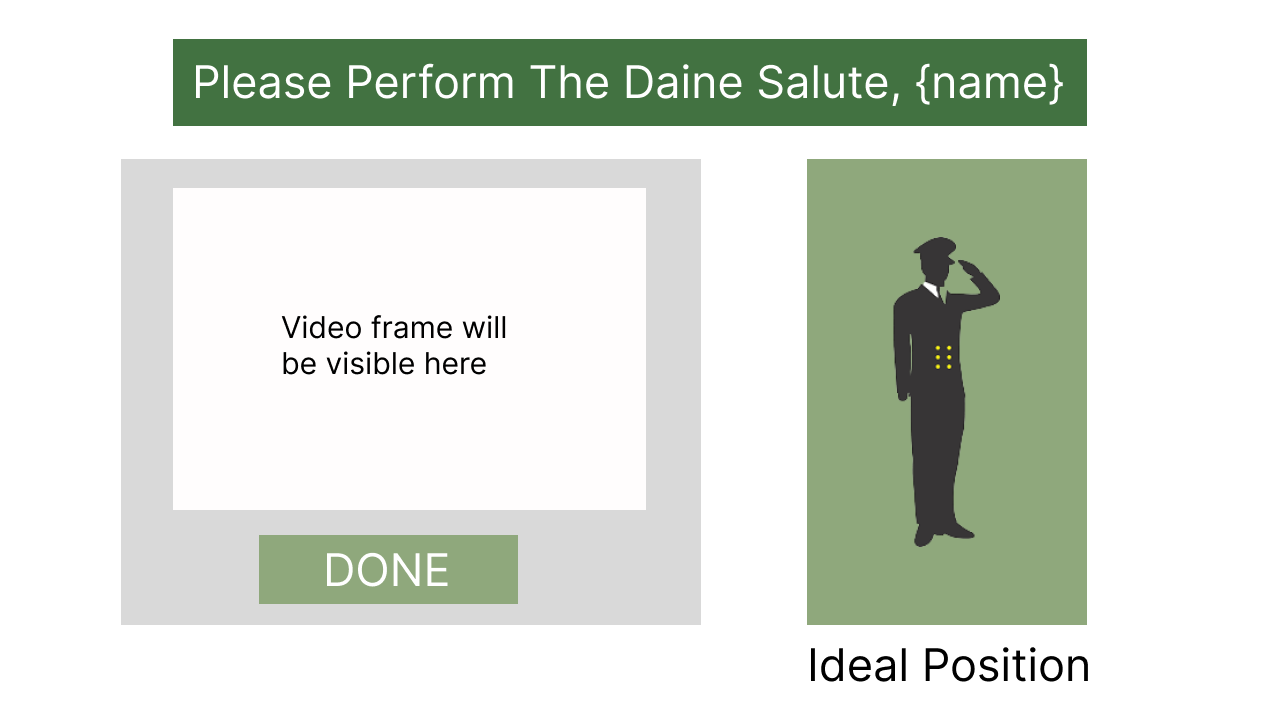 Please Perform The Daine Salute, {name}
Video frame will
be visible here
DONE
Ideal Position